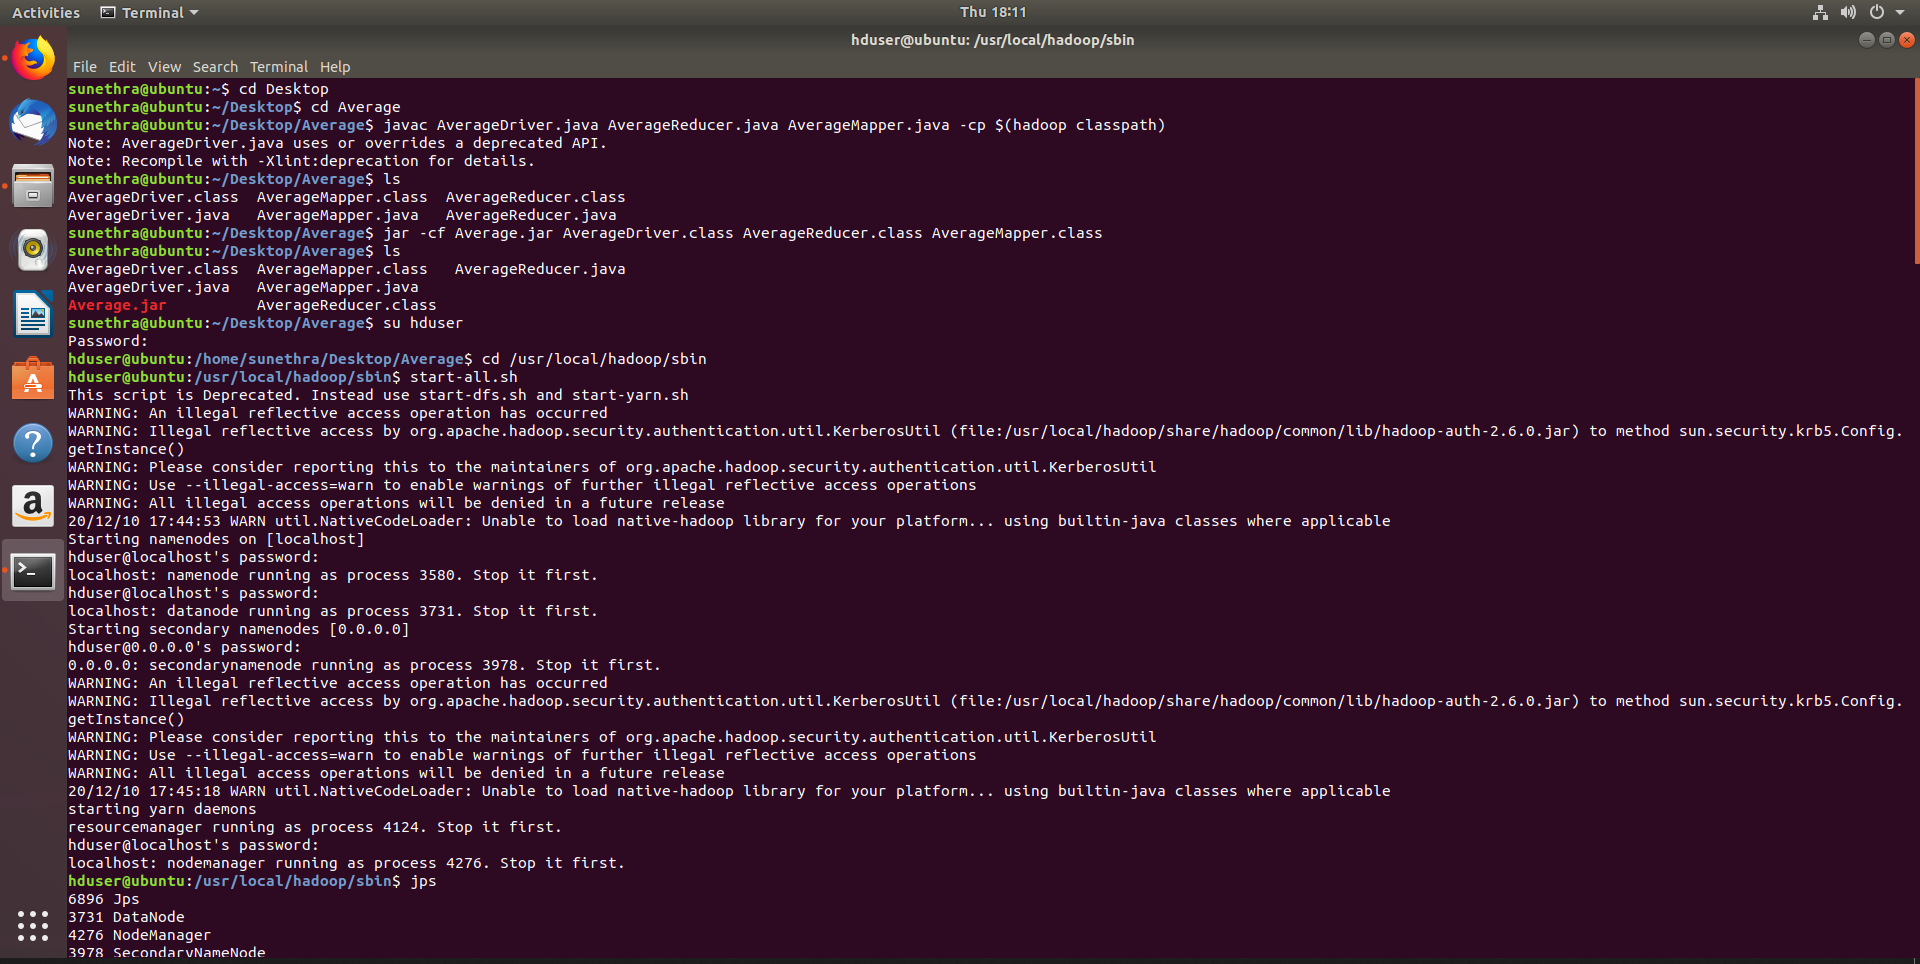 Activities
Terminal
Thu 18:11
hduser@ubuntu: /usr/local/hadoop/sbin
File Edit View Search Terminal Help
sunethra@ubuntu:~$ cd Desktop
sunethra@ubuntu:~/Desktop$ cd Average
sunethra@ubuntu:~/Desktop/Average$ javac AverageDriver.java AverageReducer.java AverageMapper.java -cp $(hadoop classpath)
Note: AverageDriver.java uses or overrides a deprecated API.
Note: Recompile with -Xlint:deprecation for details.
sunethra@ubuntu:~/Desktop/Average$ ls
AverageDriver.class  AverageMapper.class  AverageReducer.class
AverageDriver.java   AverageMapper.java   AverageReducer.java
sunethra@ubuntu:~/Desktop/Average$ jar -cf Average.jar AverageDriver.class AverageReducer.class AverageMapper.class
sunethra@ubuntu:~/Desktop/Average$ ls
AverageDriver.class  AverageMapper.class   AverageReducer.java
AverageDriver.java   AverageMapper.java
Average.jar          AverageReducer.class
sunethra@ubuntu:~/Desktop/Average$ su hduser
Password:
hduser@ubuntu:/home/sunethra/Desktop/Average$ cd /usr/local/hadoop/sbin
hduser@ubuntu:/usr/local/hadoop/sbin$ start-all.sh
This script is Deprecated. Instead use start-dfs.sh and start-yarn.sh
WARNING: An illegal reflective access operation has occurred
WARNING: Illegal reflective access by org.apache.hadoop.security.authentication.util.KerberosUtil (file:/usr/local/hadoop/share/hadoop/common/lib/hadoop-auth-2.6.0.jar) to method sun.security.krb5.Config.
getInstance()
WARNING: Please consider reporting this to the maintainers of org.apache.hadoop.security.authentication.util.KerberosUtil
WARNING: Use --illegal-access=warn to enable warnings of further illegal reflective access operations
WARNING: All illegal access operations will be denied in a future release
20/12/10 17:44:53 WARN util.NativeCodeLoader: Unable to load native-hadoop library for your platform... using builtin-java classes where applicable
Starting namenodes on [localhost]
hduser@localhost's password:
localhost: namenode running as process 3580. Stop it first.
hduser@localhost's password:
localhost: datanode running as process 3731. Stop it first.
Starting secondary namenodes [0.0.0.0]
hduser@0.0.0.0's password:
0.0.0.0: secondarynamenode running as process 3978. Stop it first.
WARNING: An illegal reflective access operation has occurred
WARNING: Illegal reflective access by org.apache.hadoop.security.authentication.util.KerberosUtil (file:/usr/local/hadoop/share/hadoop/common/lib/hadoop-auth-2.6.0.jar) to method sun.security.krb5.Config.
getInstance()
WARNING: Please consider reporting this to the maintainers of org.apache.hadoop.security.authentication.util.KerberosUtil
WARNING: Use --illegal-access=warn to enable warnings of further illegal reflective access operations
WARNING: All illegal access operations will be denied in a future release
20/12/10 17:45:18 WARN util.NativeCodeLoader: Unable to load native-hadoop library for your platform... using builtin-java classes where applicable
starting yarn daemons
resourcemanager running as process 4124. Stop it first.
hduser@localhost's password:
localhost: nodemanager running as process 4276. Stop it first.
hduser@ubuntu:/usr/local/hadoop/sbin$ jps
6896 Jps
3731 DataNode
4276 NodeManager
3978 SecondaryNameNode